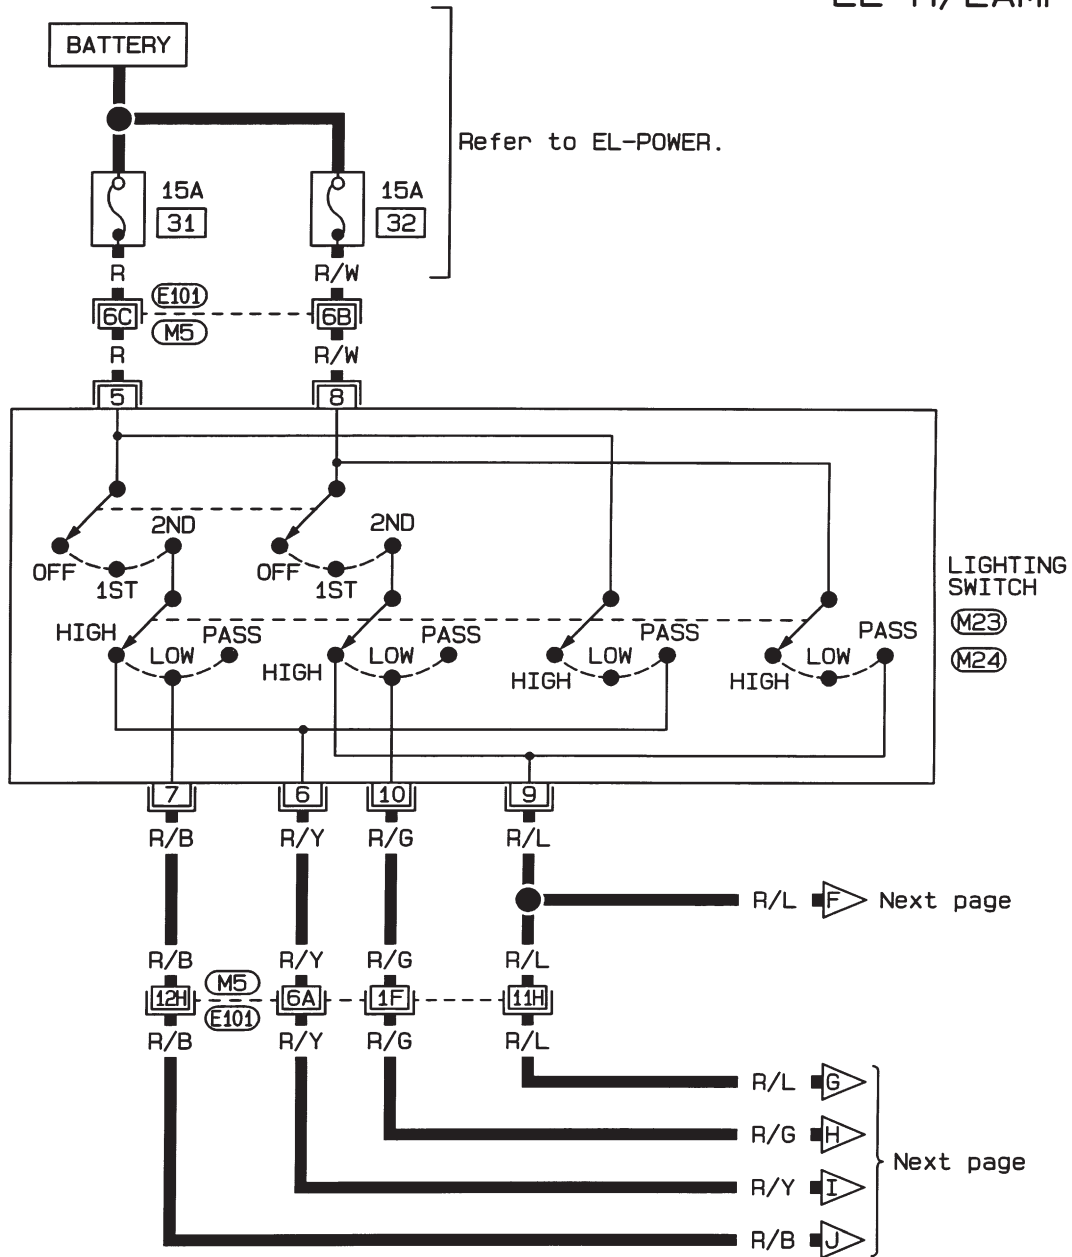 BATTERY
Refer to EL-POWER.
15A
31
15A
32
R
R/W
E101
6C
6B
M5
R
R/W
5
8
2ND
2ND
OFF
1ST
OFF
1ST
LIGHTING
SWITCH
M23
M24
HIGH
LOW
PASS
HIGH
LOW
PASS
HIGH
LOW
PASS
HIGH
LOW
PASS
7
6
10
9
R/B
R/Y
R/G
R/L
R/L
F
Next page
R/B
R/Y
R/G
R/L
M5
12H
6A
1F
11H
E101
R/B
R/Y
R/G
R/L
R/L
G
R/G
H
Next page
R/Y
I
R/B
J